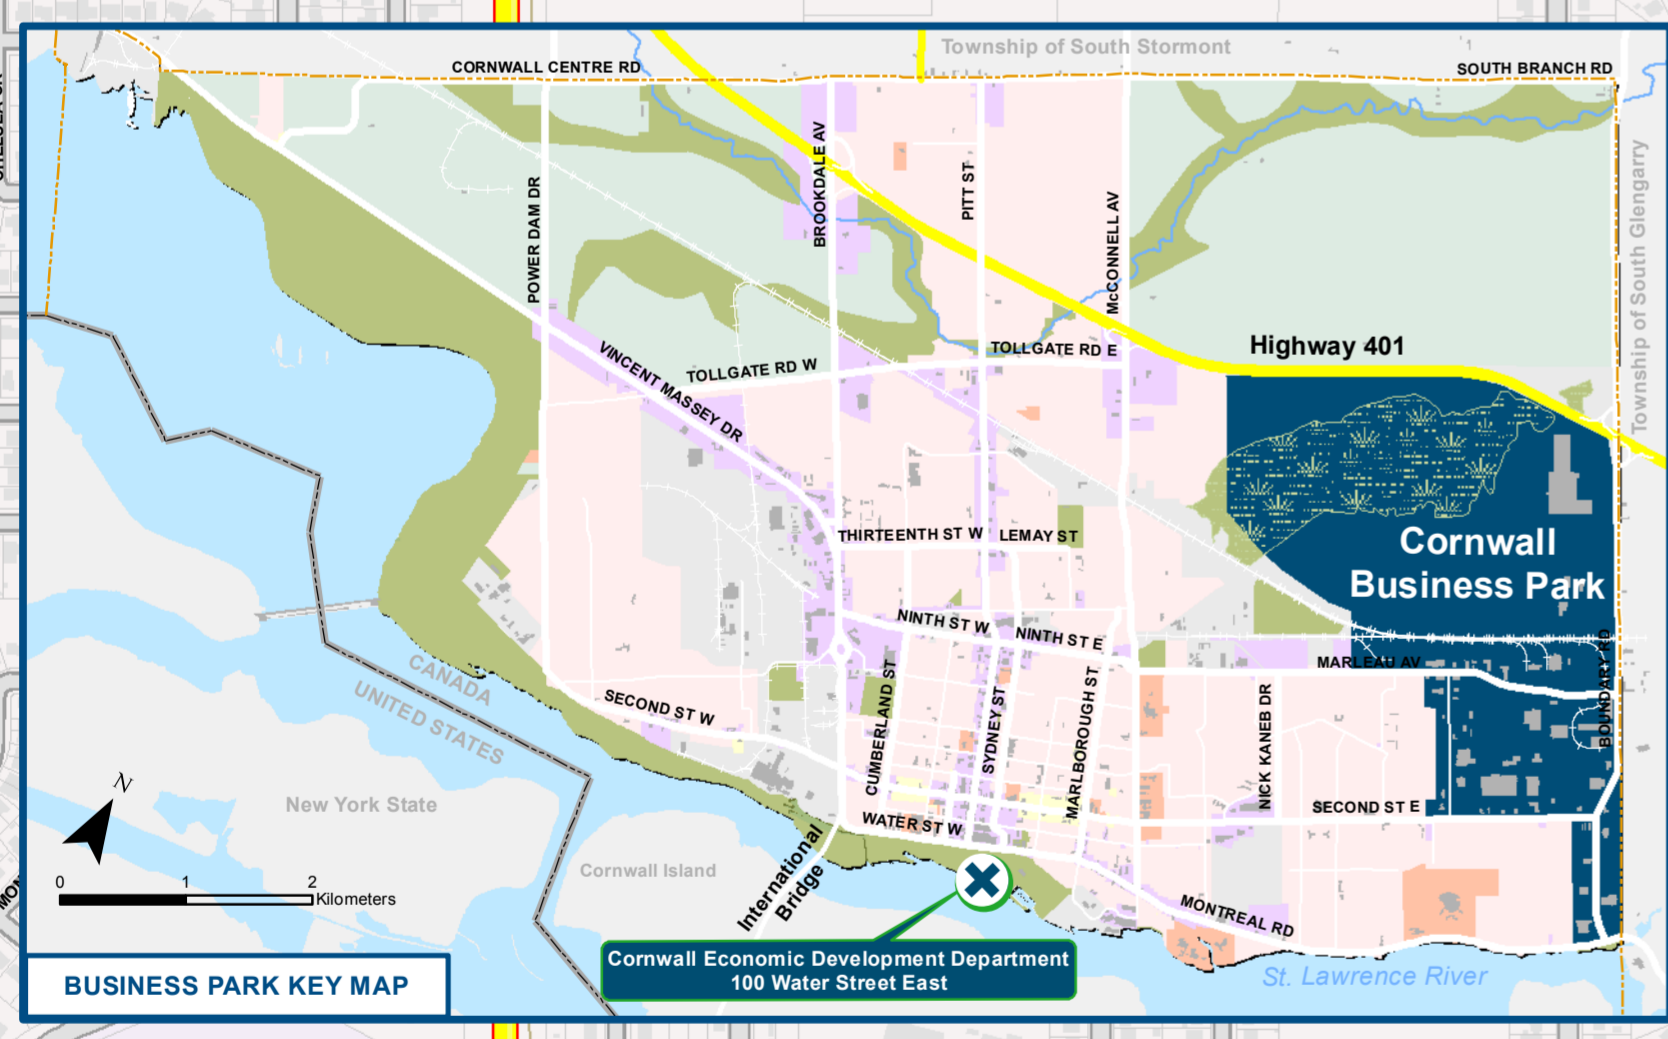 Township of South Stormont
CORNWALL CENTRE RD
SOUTH BRANCH RD
BROOKDALE AV
PITT ST
McCONNELL AV
POWER DAM DR
Township of South Glengarry
Highway 401
TOLLGATE RD E
TOLLGATE RD W
VINCENT MASSEY DR
THIRTEENTH ST W
LEMAY ST
Cornwall
Business Park
NINTH ST W
NINTH ST E
MARLEAU AV
BOUNDARY RD
CANADA
UNITED STATES
SECOND ST W
CUMBERLAND ST
SYDNEY ST
MARLBOROUGH ST
NICK KANEB DR
SECOND ST E
WATER ST W
N
New York State
Cornwall Island
International
Bridge
0 1 2
Kilometers
MONTREAL RD
Cornwall Economic Development Department
100 Water Street East
St. Lawrence River
BUSINESS PARK KEY MAP